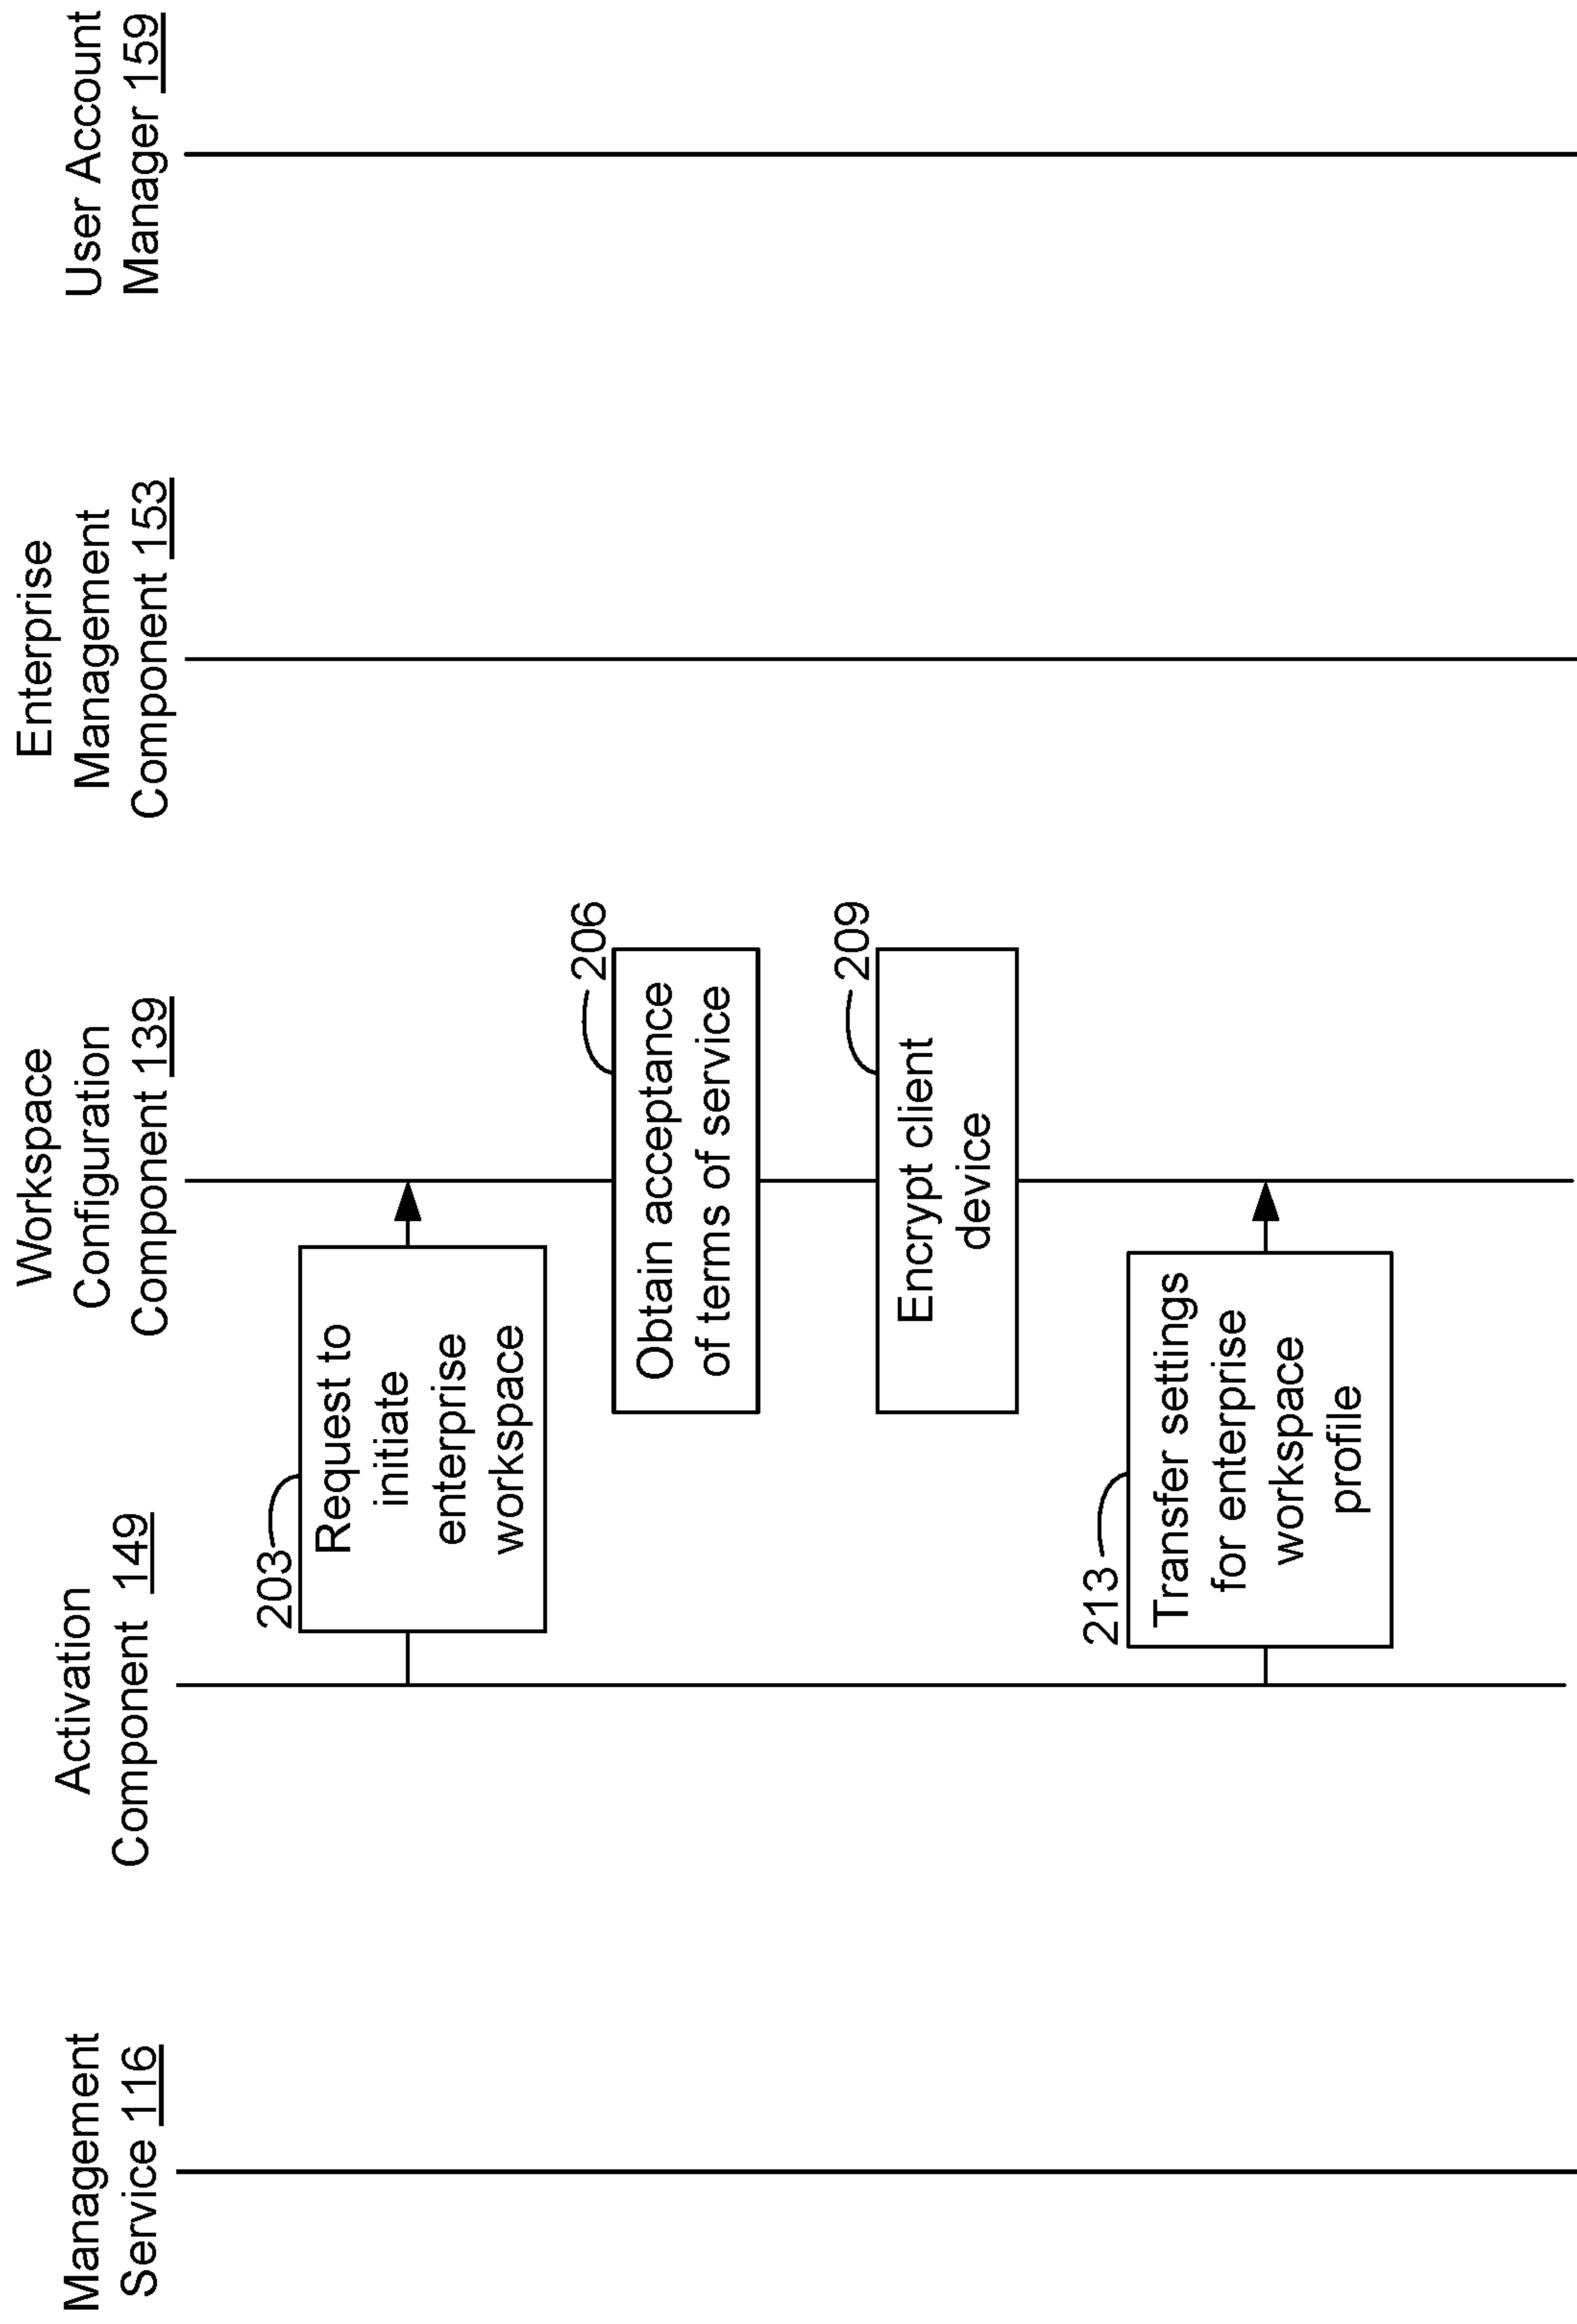 Management
Service 116
Activation
Component 149
Workspace
Configuration
Component 139
Enterprise
Management
Component 153
User Account
Manager 159
203
Request to
initiate
enterprise
workspace
206
Obtain acceptance
of terms of service
209
Encrypt client
device
213
Transfer settings
for enterprise
workspace
profile